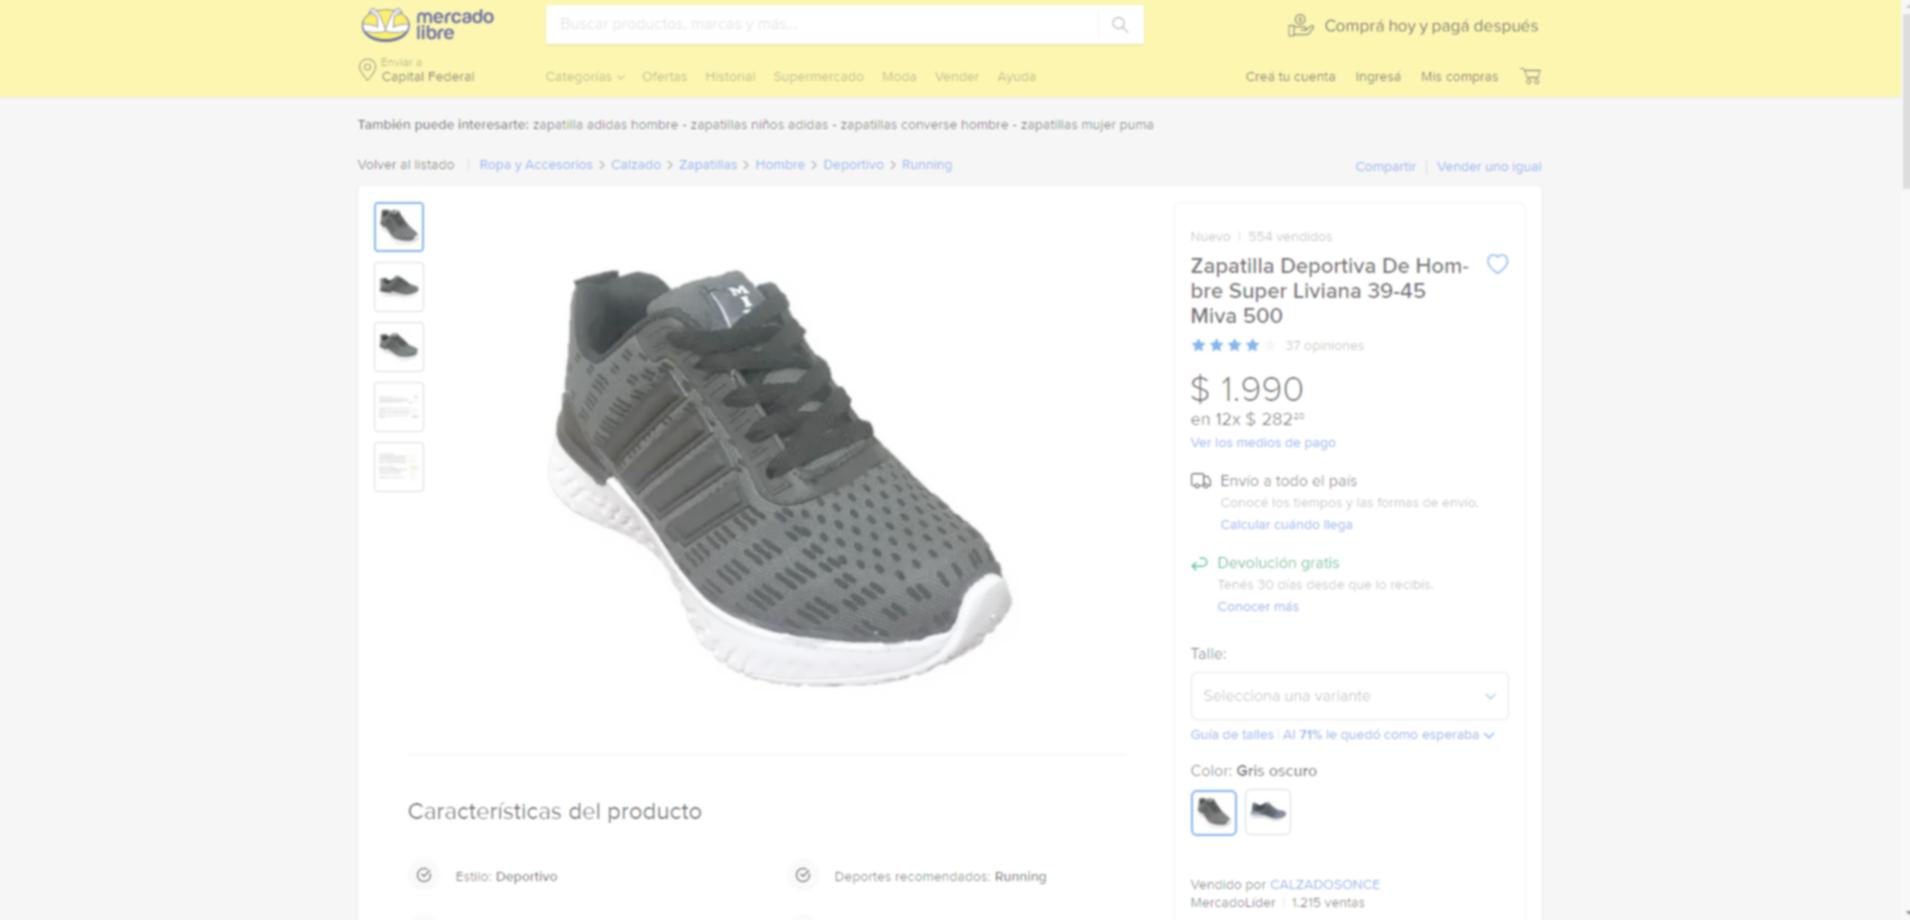 mercado
libre
Buscar productos, marcas y más...
Comprá hoy y pagá después
Enviar a
Capital Federal
Categorías Ofertas Historial Supermercado Moda Vender Ayuda
Creá tu cuenta Ingresá Mis compras
También puede interesarte: zapatilla adidas hombre - zapatillas niños adidas - zapatillas converse hombre - zapatillas mujer puma
Volver al listado | Ropa y Accesorios > Calzado > Zapatillas > Hombre > Deportivo > Running
Compartir | Vender uno igual
M
I
Nuevo | 554 vendidos
Zapatilla Deportiva De Hom-
bre Super Liviana 39-45
Miva 500
37 opiniones
$ 1.990
en 12x $ 282²⁰
Ver los medios de pago
Envío a todo el país
Conocé los tiempos y las formas de envío.
Calcular cuándo llega
Devolución gratis
Tenés 30 días desde que lo recibís.
Conocer más
Talle:
Selecciona una variante
Guía de talles | Al 71% le quedó como esperaba
Color: Gris oscuro
Características del producto
Estilo: Deportivo
Deportes recomendados: Running
Vendido por CALZADOSONCE
MercadoLíder | 1.215 ventas